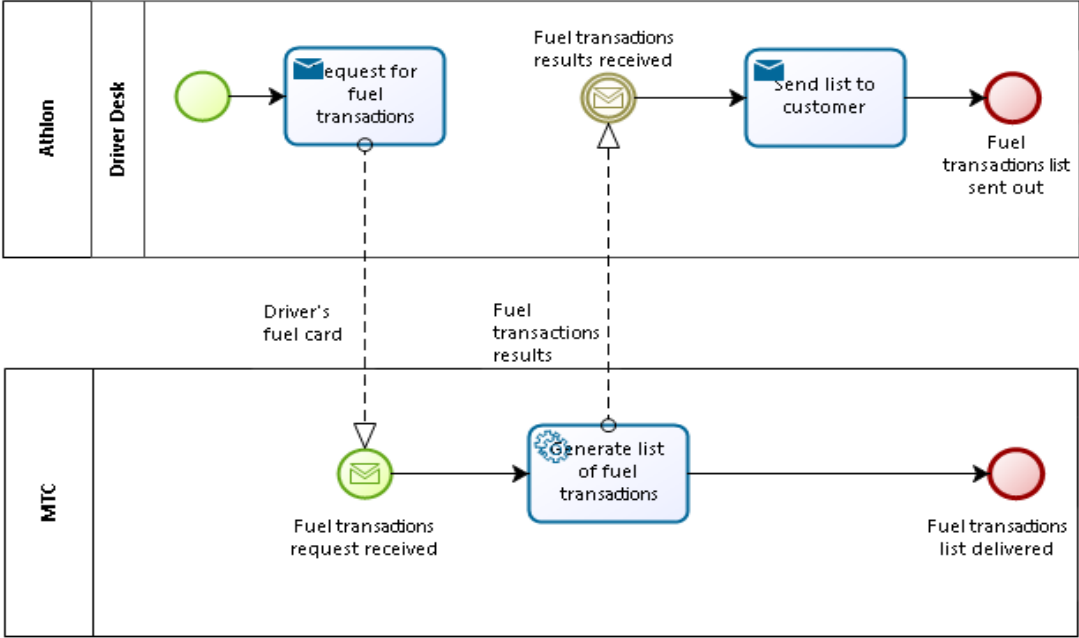 Athlon
Driver Desk
equest for
fuel
transactions
Fuel transactions
results received
Send list to
customer
Fuel
transactions list
sent out
Driver's
fuel card
Fuel
transactions
results
MTC
Fuel transactions
request received
Generate list
of fuel
transactions
Fuel transactions
list delivered